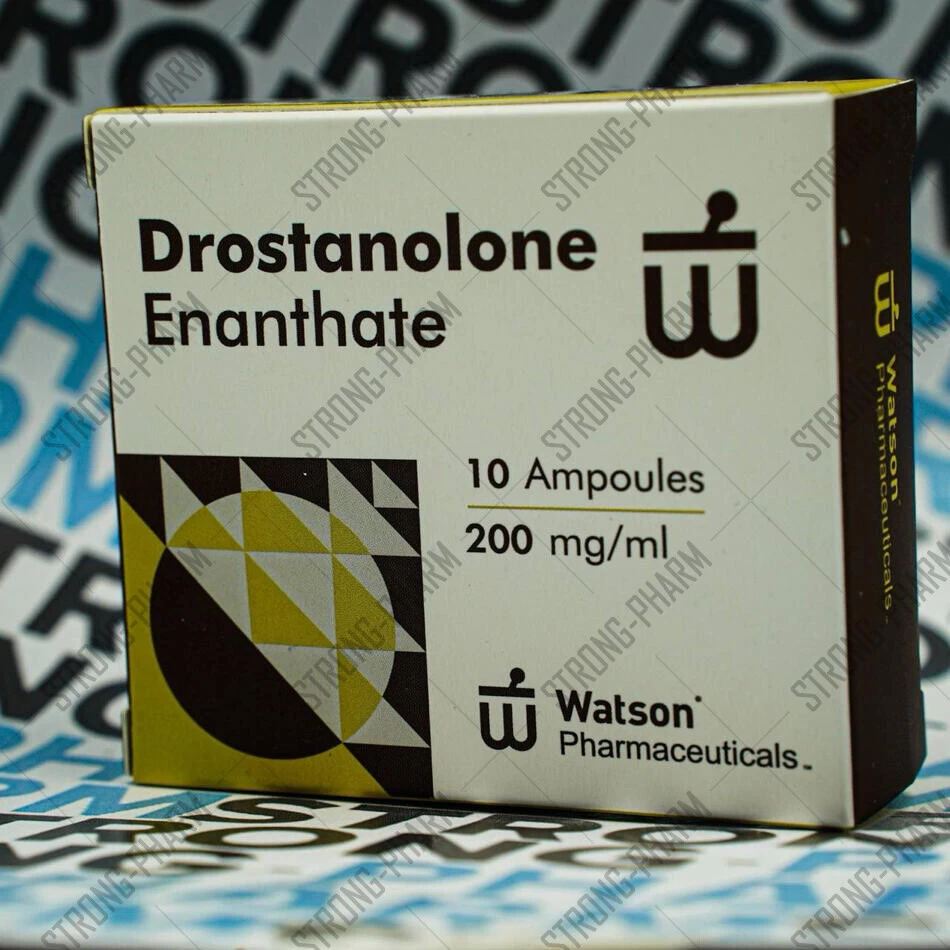 Drostanolone
Enanthate
10 Ampoules
200 mg/ml
Watson
Pharmaceuticals
Watson
Pharmaceuticals
STRONG-PHARM